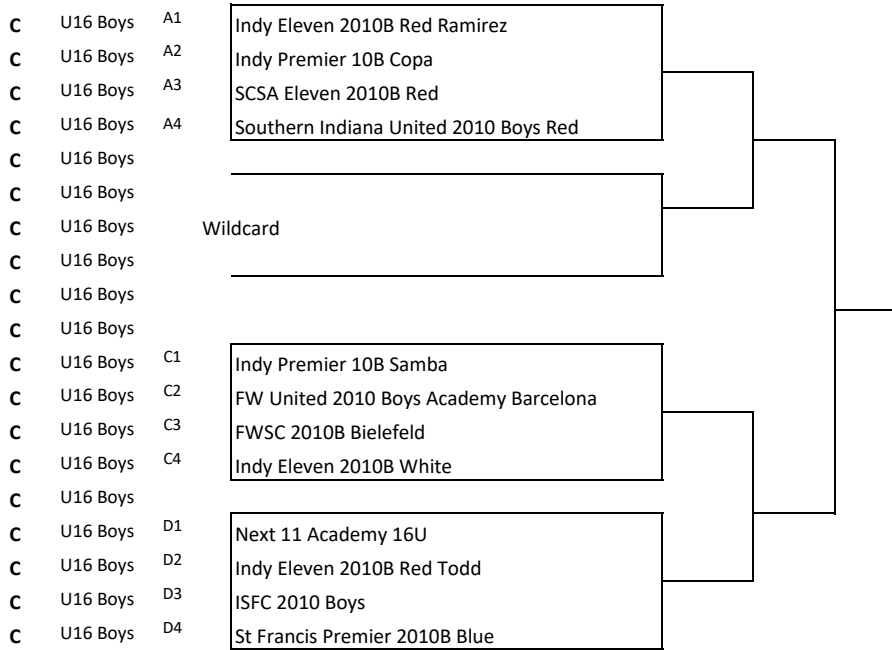 C U16 Boys A1 Indy Eleven 2010B Red Ramirez
C U16 Boys A2 Indy Premier 10B Copa
C U16 Boys A3 SCSA Eleven 2010B Red
C U16 Boys A4 Southern Indiana United 2010 Boys Red
C U16 Boys
C U16 Boys
C U16 Boys Wildcard
C U16 Boys
C U16 Boys
C U16 Boys
C U16 Boys C1 Indy Premier 10B Samba
C U16 Boys C2 FW United 2010 Boys Academy Barcelona
C U16 Boys C3 FWSC 2010B Bielefeld
C U16 Boys C4 Indy Eleven 2010B White
C U16 Boys
C U16 Boys D1 Next 11 Academy 16U
C U16 Boys D2 Indy Eleven 2010B Red Todd
C U16 Boys D3 ISFC 2010 Boys
C U16 Boys D4 St Francis Premier 2010B Blue